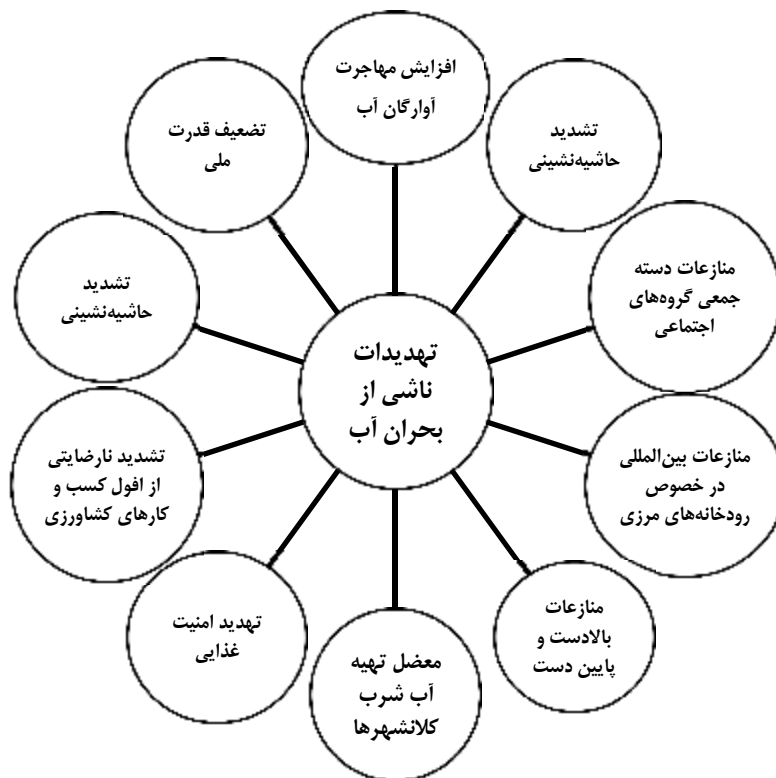 افزایش مهاجرت
آوارگان آب
تشدید
حاشیه‌نشینی
منازعات دسته
جمعی گروه‌های
اجتماعی
منازعات بین‌المللی
در خصوص
رودخانه‌های مرزی
منازعات
بالادست و
پایین دست
معضل تهیه
آب شرب
کلانشهرها
تهدید امنیت
غذایی
تشدید نارضایتی
از افول کسب و
کارهای کشاورزی
تشدید
حاشیه‌نشینی
تضعیف قدرت
ملی
تهدیدات
ناشی از
بحران آب